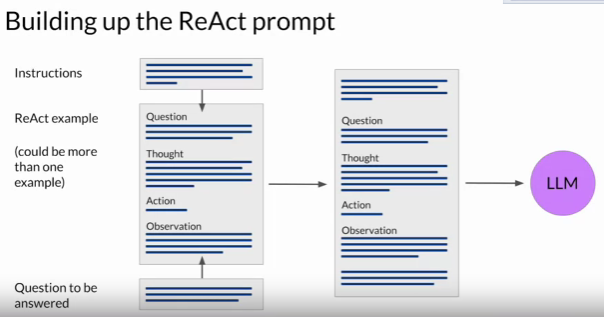 Building up the ReAct prompt
Instructions
ReAct example
(could be more
than one
example)
Question to be
answered
Question
Thought
Action
Observation
Question
Thought
Action
Observation
LLM